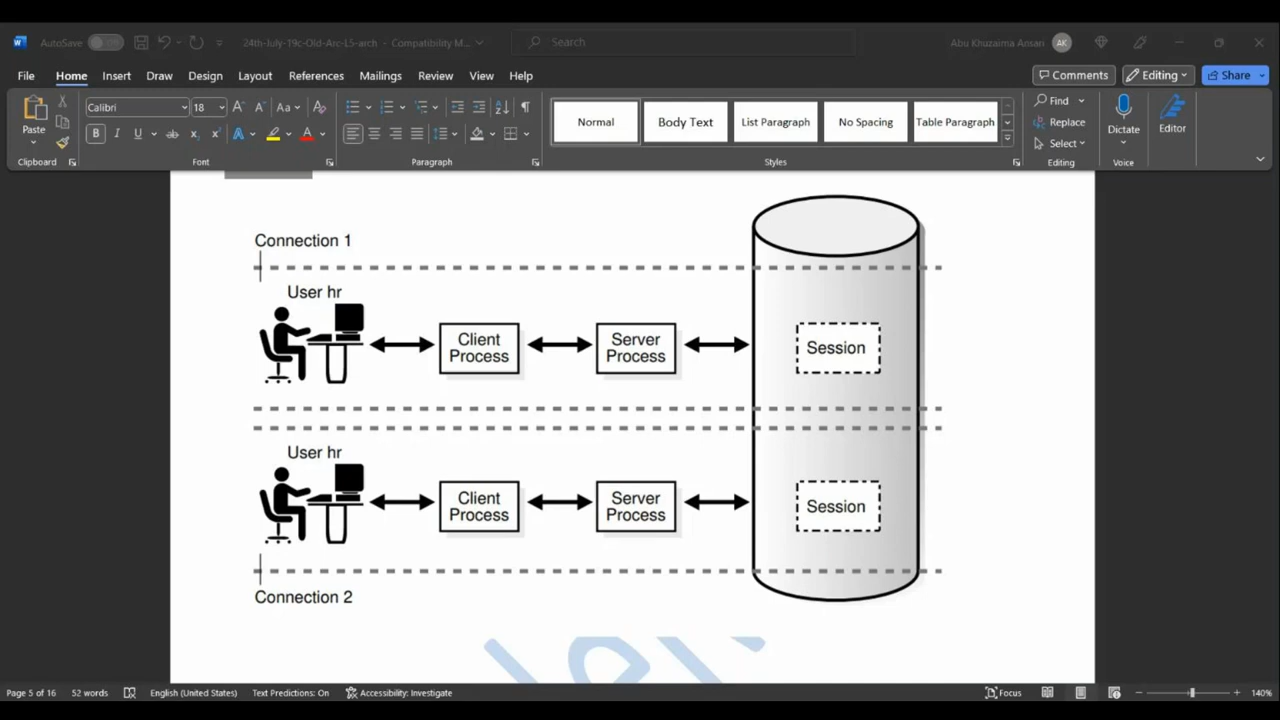 AutoSave Off 24th-July-19c-Old-Arc-L5-arch - Compatibility M... Search Abu Khuzaima Ansari AK
File Home Insert Draw Design Layout References Mailings Review View Help Comments Editing Share
Paste Calibri 18 Normal Body Text List Paragraph No Spacing Table Paragraph Find Replace Select Dictate Editor
Clipboard Font Paragraph Styles Editing Voice
Connection 1
User hr
Client
Process
Server
Process
Session
User hr
Client
Process
Server
Process
Session
Connection 2
Page 5 of 16 52 words English (United States) Text Predictions: On Accessibility: Investigate Focus 140%